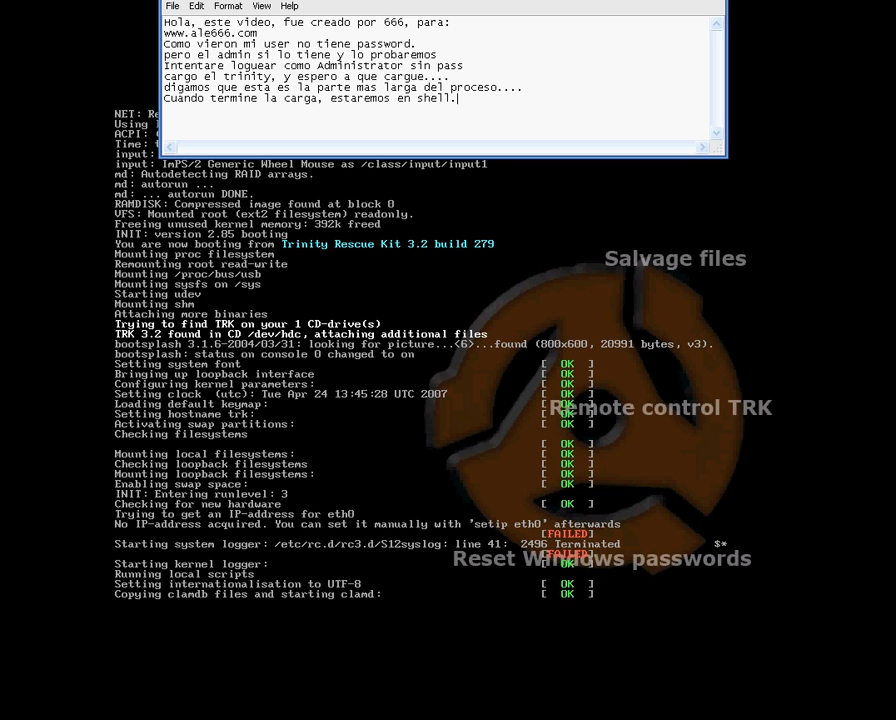 File Edit Format View Help
Hola, este video, fue creado por 666, para:
www.ale666.com
Como vieron mi user no tiene password.
pero el admin si lo tiene y lo probaremos
Intentare loguear como Administrator sin pass
cargo el trinity, y espero a que cargue....
digamos que esta es la parte mas larga del proceso....
Cuando termine la carga, estaremos en shell.
NET: Re
Using
ACPI:
Time:
input:
input: ImPS/2 Generic Wheel Mouse as /class/input/input1
md: Autodetecting RAID arrays.
md: autorun ...
md: ... autorun DONE.
RAMDISK: Compressed image found at block 0
VFS: Mounted root (ext2 filesystem) readonly.
Freeing unused kernel memory: 392k freed
INIT: version 2.85 booting
You are now booting from Trinity Rescue Kit 3.2 build 279
Mounting proc filesystem
Remounting root read-write
Mounting /proc/bus/usb
Mounting sysfs on /sys
Starting udev
Mounting shm
Attaching more binaries
Trying to find TRK on your 1 CD-drive(s)
TRK 3.2 found in CD /dev/hdc, attaching additional files
bootsplash 3.1.6-2004/03/31: looking for picture...<6>...found (800x600, 20991 bytes, v3).
bootsplash: status on console 0 changed to on
Setting system font [ OK ]
Bringing up loopback interface [ OK ]
Configuring kernel parameters: [ OK ]
Setting clock (utc): Tue Apr 24 13:45:28 UTC 2007 [ OK ]
Loading default keymap: [ OK ]
Setting hostname trk: [ OK ]
Activating swap partitions: [ OK ]
Checking filesystems
[ OK ]
Mounting local filesystems: [ OK ]
Checking loopback filesystems [ OK ]
Mounting loopback filesystems: [ OK ]
Enabling swap space: [ OK ]
INIT: Entering runlevel: 3
Checking for new hardware [ OK ]
Trying to get an IP-address for eth0
No IP-address acquired. You can set it manually with 'setip eth0' afterwards
[FAILED]
Starting system logger: /etc/rc.d/rc3.d/S12syslog: line 41: 2496 Terminated $*
[FAILED]
Starting kernel logger: [ OK ]
Running local scripts
Setting internationalisation to UTF-8 [ OK ]
Copying clamdb files and starting clamd: [ OK ]
Salvage files
Remote control TRK
Reset Windows passwords